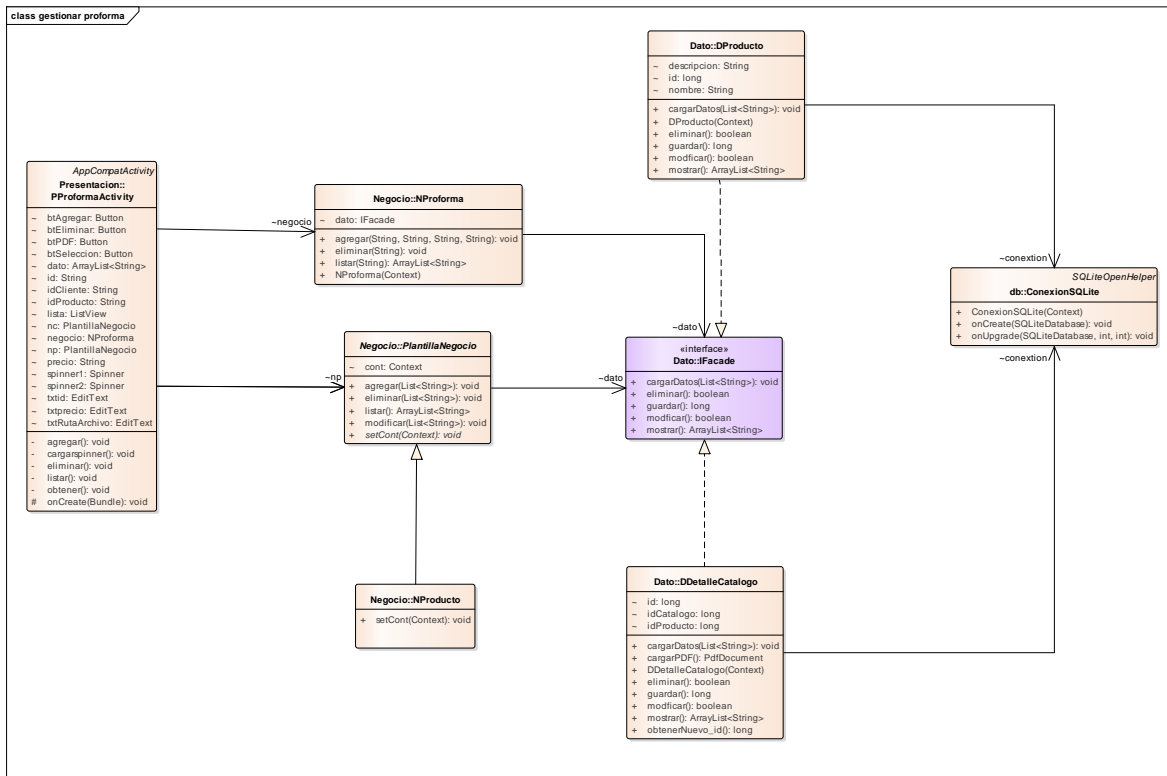 class gestionar proforma
AppCompatActivity
Presentacion::
PProformaActivity
~ btAgregar: Button
~ btEliminar: Button
~ btPDF: Button
~ btSeleccion: Button
~ dato: ArrayList<String>
~ id: String
~ idCliente: String
~ idProducto: String
~ lista: ListView
~ nc: PlantillaNegocio
~ negocio: NProforma
~ np: PlantillaNegocio
~ precio: String
~ spinner1: Spinner
~ spinner2: Spinner
~ txtid: EditText
~ txtprecio: EditText
~ txtRutaArchivo: EditText
- agregar(): void
- cargarspinner(): void
- eliminar(): void
- listar(): void
- obtener(): void
# onCreate(Bundle): void
~negocio
~np
Negocio::NProforma
~ dato: IFacade
+ agregar(String, String, String, String): void
+ eliminar(String): void
+ listar(String): ArrayList<String>
+ NProforma(Context)
Negocio::PlantillaNegocio
~ cont: Context
+ agregar(List<String>): void
+ eliminar(List<String>): void
+ listar(): ArrayList<String>
+ modificar(List<String>): void
+ setCont(Context): void
Negocio::NProducto
+ setCont(Context): void
~dato
~dato
Dato::DProducto
~ descripcion: String
~ id: long
~ nombre: String
+ cargarDatos(List<String>): void
+ DProducto(Context)
+ eliminar(): boolean
+ guardar(): long
+ modficar(): boolean
+ mostrar(): ArrayList<String>
«interface»
Dato::IFacade
+ cargarDatos(List<String>): void
+ eliminar(): boolean
+ guardar(): long
+ modficar(): boolean
+ mostrar(): ArrayList<String>
Dato::DDetalleCatalogo
~ id: long
~ idCatalogo: long
~ idProducto: long
+ cargarDatos(List<String>): void
+ cargarPDF(): PdfDocument
+ DDetalleCatalogo(Context)
+ eliminar(): boolean
+ guardar(): long
+ modficar(): boolean
+ mostrar(): ArrayList<String>
+ obtenerNuevo_id(): long
~conextion
SQLiteOpenHelper
db::ConexionSQLite
+ ConexionSQLite(Context)
+ onCreate(SQLiteDatabase): void
+ onUpgrade(SQLiteDatabase, int, int): void
~conextion